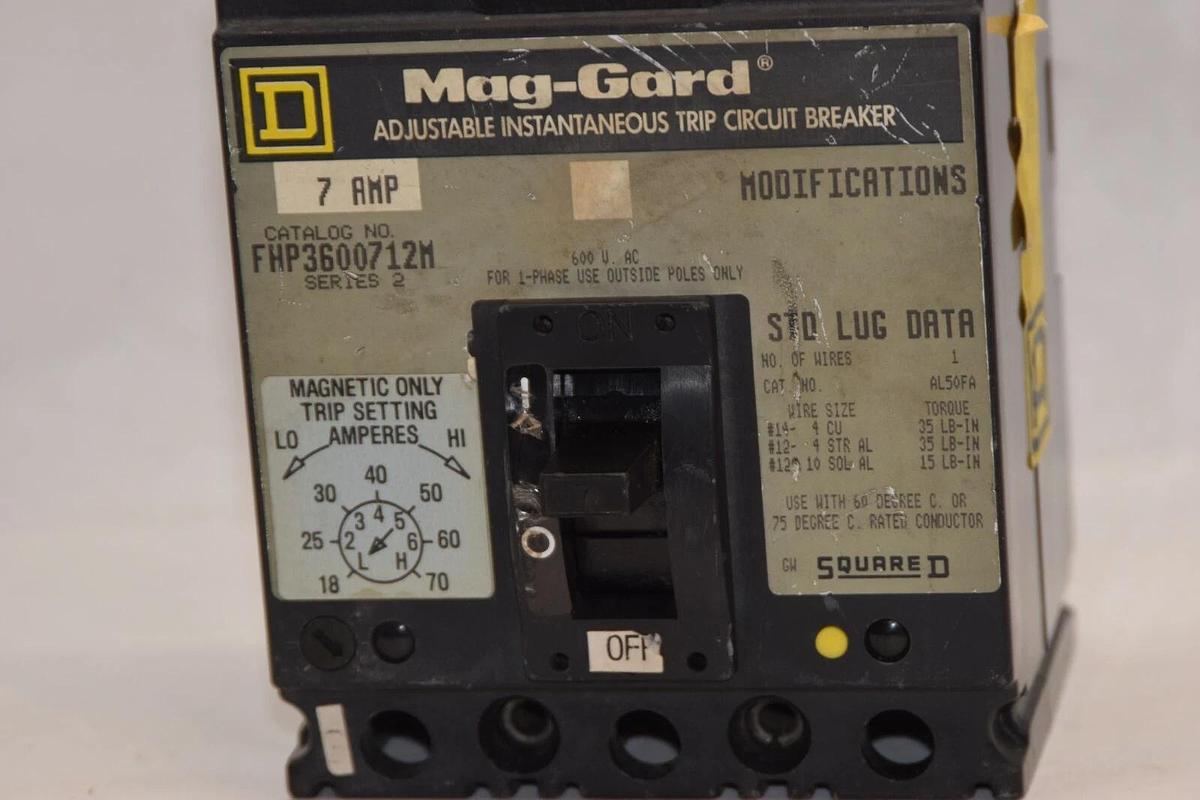 D
Mag-Gard®
ADJUSTABLE INSTANTANEOUS TRIP CIRCUIT BREAKER
7 AMP
MODIFICATIONS
CATALOG NO.
FHP3600712M
SERIES 2
600 V. AC
FOR 1-PHASE USE OUTSIDE POLES ONLY
ON
STD LUG DATA
NO. OF WIRES 1
CAT. NO. AL50FA
WIRE SIZE TORQUE
#14- 4 CU 35 LB-IN
#12- 4 STR AL 35 LB-IN
#12- 10 SOL AL 15 LB-IN
USE WITH 60 DEGREE C. OR
75 DEGREE C. RATED CONDUCTOR
GW SQUARE D
MAGNETIC ONLY
TRIP SETTING
AMPERES
LO HI
40
30 50
25 60
18 70
4
3 5
2 6
L H
OFF